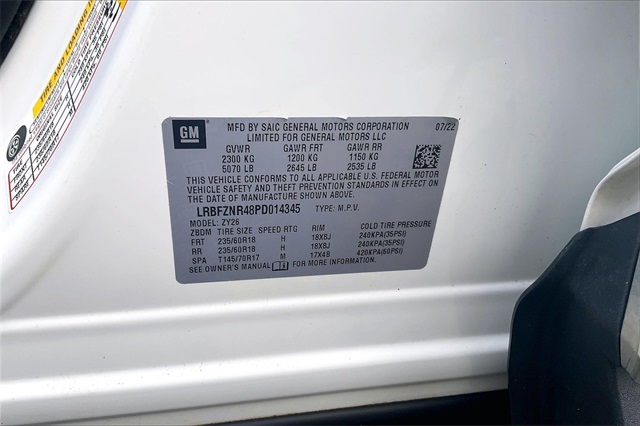 TIRE AND LOADING
GM
MFD BY SAIC GENERAL MOTORS CORPORATION 07/22
LIMITED FOR GENERAL MOTORS LLC
GVWR GAWR FRT GAWR RR
2300 KG 1200 KG 1150 KG
5070 LB 2645 LB 2535 LB
THIS VEHICLE CONFORMS TO ALL APPLICABLE U.S. FEDERAL MOTOR
VEHICLE SAFETY AND THEFT PREVENTION STANDARDS IN EFFECT ON
THE DATE OF MANUFACTURE SHOWN ABOVE.
LRBFZNR48PD014345 TYPE: M.P.V.
MODEL: ZY26
ZBDM TIRE SIZE SPEED RTG RIM COLD TIRE PRESSURE
FRT 235/60R18 H 18X8J 240KPA(35PSI)
RR 235/60R18 H 18X8J 240KPA(35PSI)
SPA T145/70R17 M 17X4B 420KPA(60PSI)
SEE OWNER'S MANUAL FOR MORE INFORMATION.